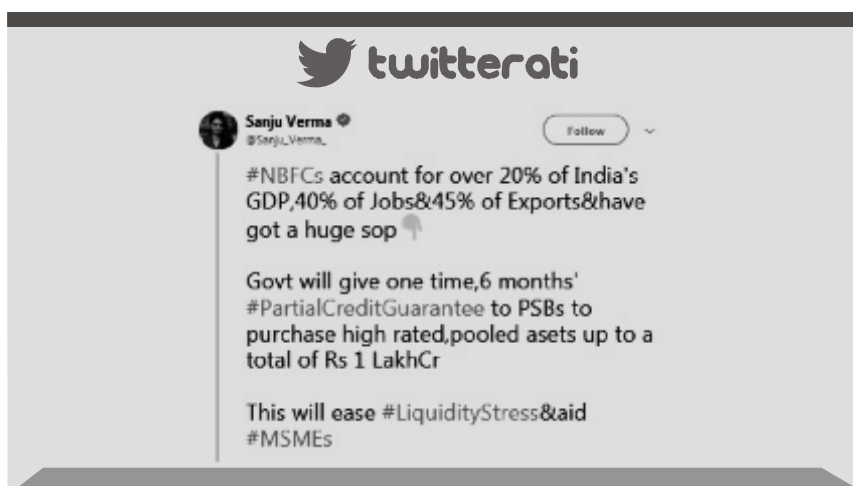 twitterati
Sanju Verma
@Sanju_Verma_
Follow
#NBFCs account for over 20% of India's
GDP,40% of Jobs&45% of Exports&have
got a huge sop
Govt will give one time,6 months'
#PartialCreditGuarantee to PSBs to
purchase high rated,pooled asets up to a
total of Rs 1 LakhCr
This will ease #LiquidityStress&aid
#MSMEs